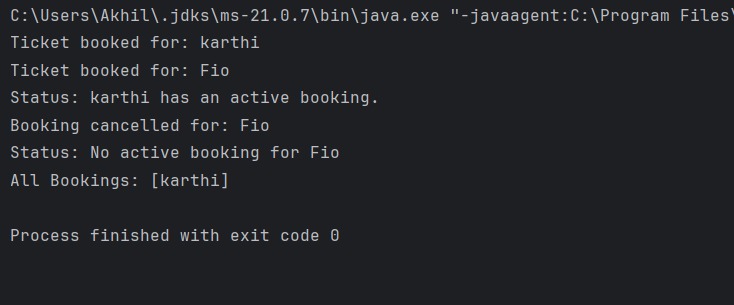 C:\Users\Akhil\.jdks\ms-21.0.7\bin\java.exe "-javaagent:C:\Program Files\
Ticket booked for: karthi
Ticket booked for: Fio
Status: karthi has an active booking.
Booking cancelled for: Fio
Status: No active booking for Fio
All Bookings: [karthi]
Process finished with exit code 0